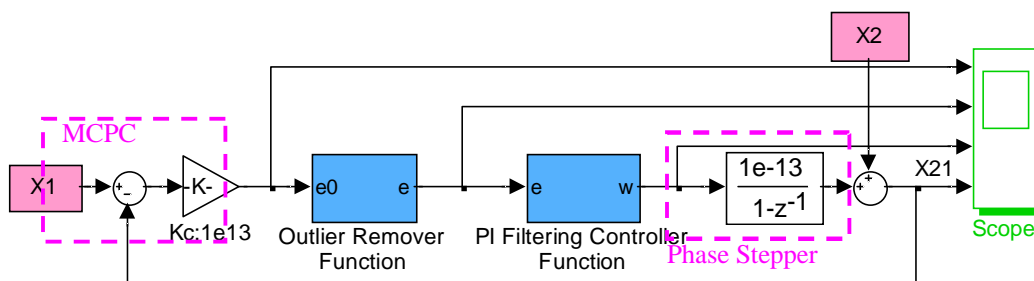 X2
MCPC
X1
+
-
-K-
Kc:1e13
e0
e
Outlier Remover
Function
e
w
PI Filtering Controller
Function
1e-13
1-z-1
Phase Stepper
+
+
X21
Scope